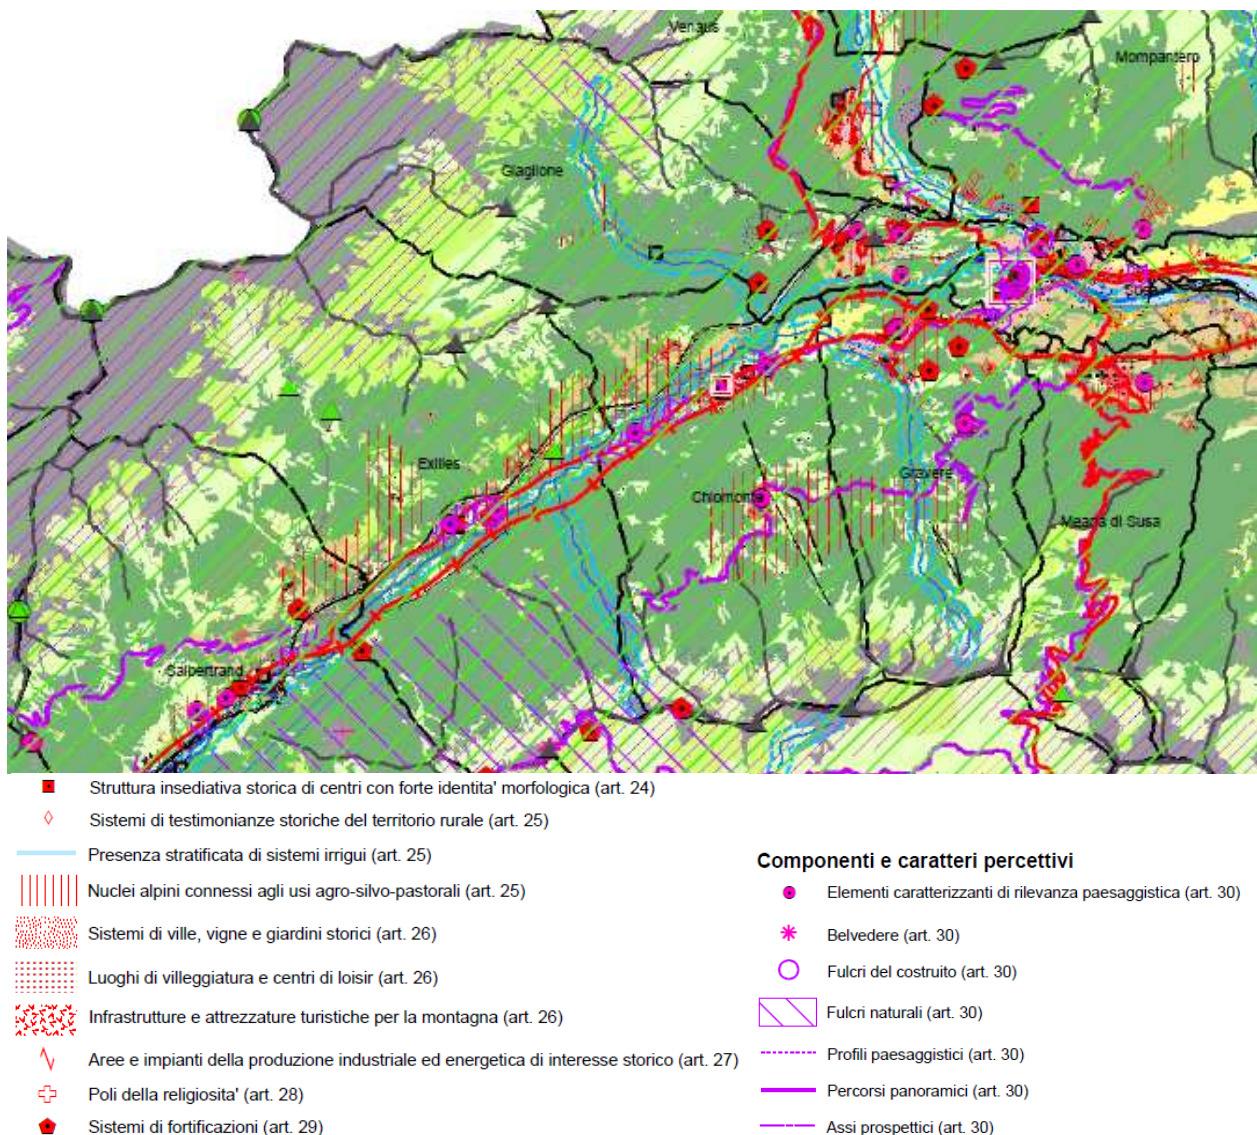 Venaus
Mompantero
Giaglione
Exilles
Chiomonte
Gravere
Meana di Susa
Salbertrand
Struttura insediativa storica di centri con forte identita' morfologica (art. 24)
Sistemi di testimonianze storiche del territorio rurale (art. 25)
Presenza stratificata di sistemi irrigui (art. 25)
Nuclei alpini connessi agli usi agro-silvo-pastorali (art. 25)
Sistemi di ville, vigne e giardini storici (art. 26)
Luoghi di villeggiatura e centri di loisir (art. 26)
Infrastrutture e attrezzature turistiche per la montagna (art. 26)
Aree e impianti della produzione industriale ed energetica di interesse storico (art. 27)
Poli della religiosita' (art. 28)
Sistemi di fortificazioni (art. 29)
Componenti e caratteri percettivi
Elementi caratterizzanti di rilevanza paesaggistica (art. 30)
Belvedere (art. 30)
Fulcri del costruito (art. 30)
Fulcri naturali (art. 30)
Profili paesaggistici (art. 30)
Percorsi panoramici (art. 30)
Assi prospettici (art. 30)